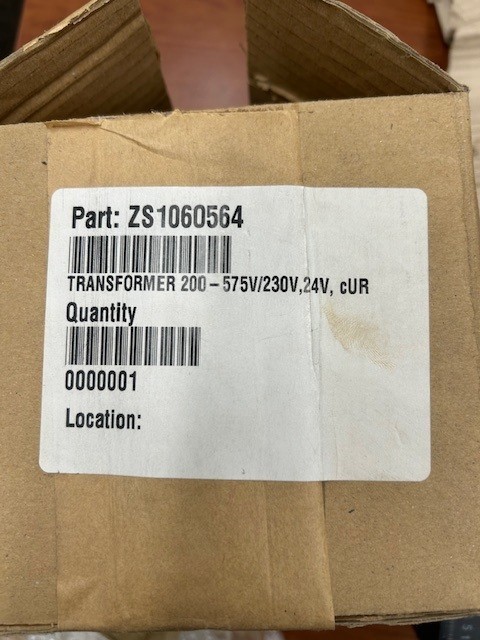 Part: ZS1060564
TRANSFORMER 200-575V/230V,24V, cUR
Quantity
0000001
Location: